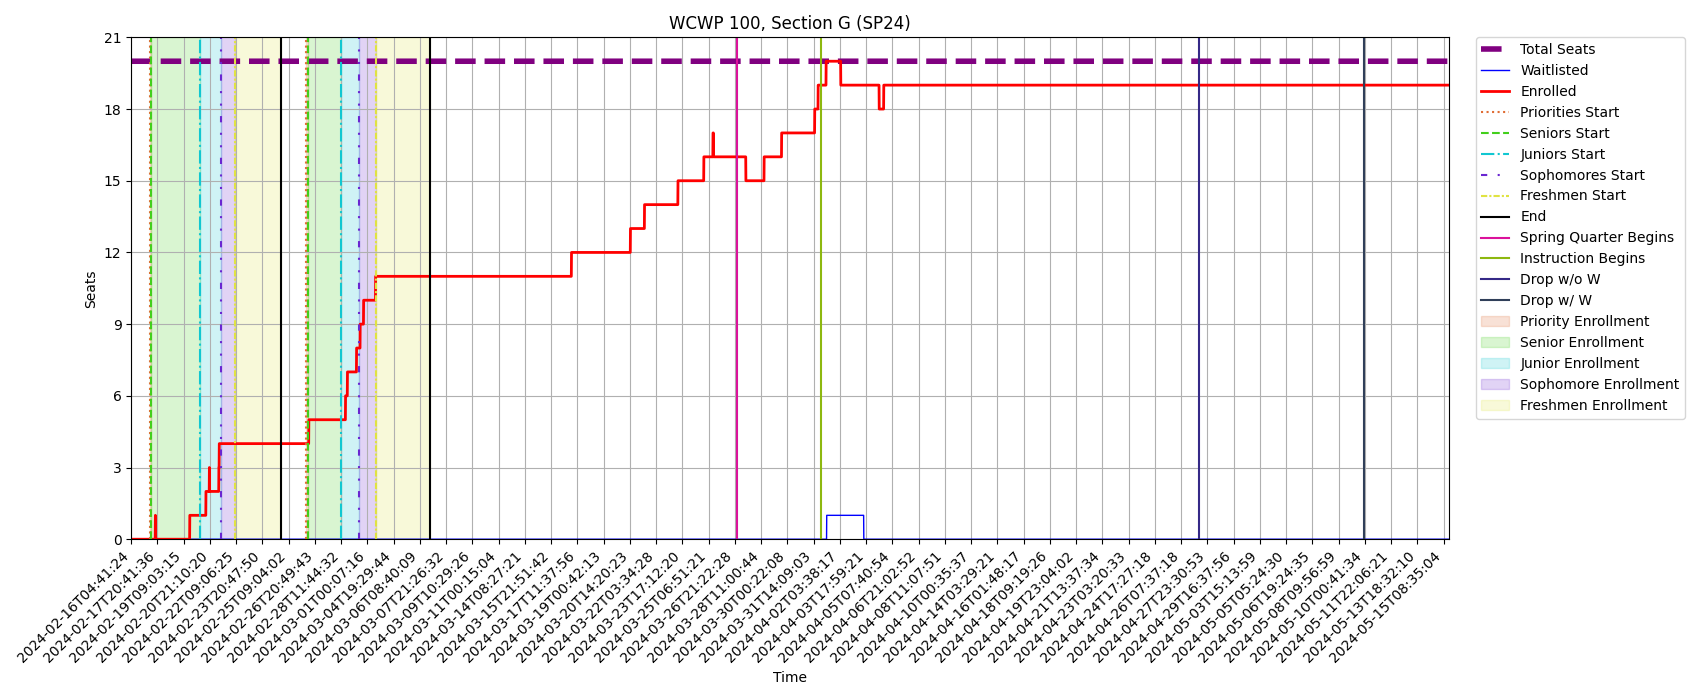 WCWP 100, Section G (SP24)
21
18
15
12
9
6
3
0
Seats
2024-02-16T04:41:24
2024-02-17T20:41:36
2024-02-19T09:03:15
2024-02-20T21:10:20
2024-02-22T09:06:25
2024-02-23T20:47:50
2024-02-25T09:04:02
2024-02-26T20:49:43
2024-02-28T11:44:32
2024-03-01T00:07:16
2024-03-04T19:29:44
2024-03-06T08:40:09
2024-03-07T21:26:32
2024-03-09T10:29:26
2024-03-11T00:15:04
2024-03-14T08:27:21
2024-03-15T21:51:42
2024-03-17T11:37:56
2024-03-19T00:42:13
2024-03-20T14:20:23
2024-03-22T03:34:28
2024-03-23T17:12:20
2024-03-25T06:51:21
2024-03-26T21:22:28
2024-03-28T11:00:44
2024-03-30T00:22:08
2024-03-31T14:09:03
2024-04-02T03:38:17
2024-04-03T17:59:21
2024-04-05T07:40:54
2024-04-06T21:02:52
2024-04-08T11:07:51
2024-04-10T00:35:37
2024-04-14T03:29:21
2024-04-16T01:48:17
2024-04-18T09:19:26
2024-04-19T23:04:02
2024-04-21T13:37:34
2024-04-23T03:20:33
2024-04-24T17:27:18
2024-04-26T07:37:18
2024-04-27T23:30:53
2024-04-29T16:37:56
2024-05-03T15:13:59
2024-05-05T05:24:30
2024-05-06T19:24:35
2024-05-08T09:56:59
2024-05-10T00:41:34
2024-05-11T22:06:21
2024-05-13T18:32:10
2024-05-15T08:35:04
Time
Total Seats
Waitlisted
Enrolled
Priorities Start
Seniors Start
Juniors Start
Sophomores Start
Freshmen Start
End
Spring Quarter Begins
Instruction Begins
Drop w/o W
Drop w/ W
Priority Enrollment
Senior Enrollment
Junior Enrollment
Sophomore Enrollment
Freshmen Enrollment